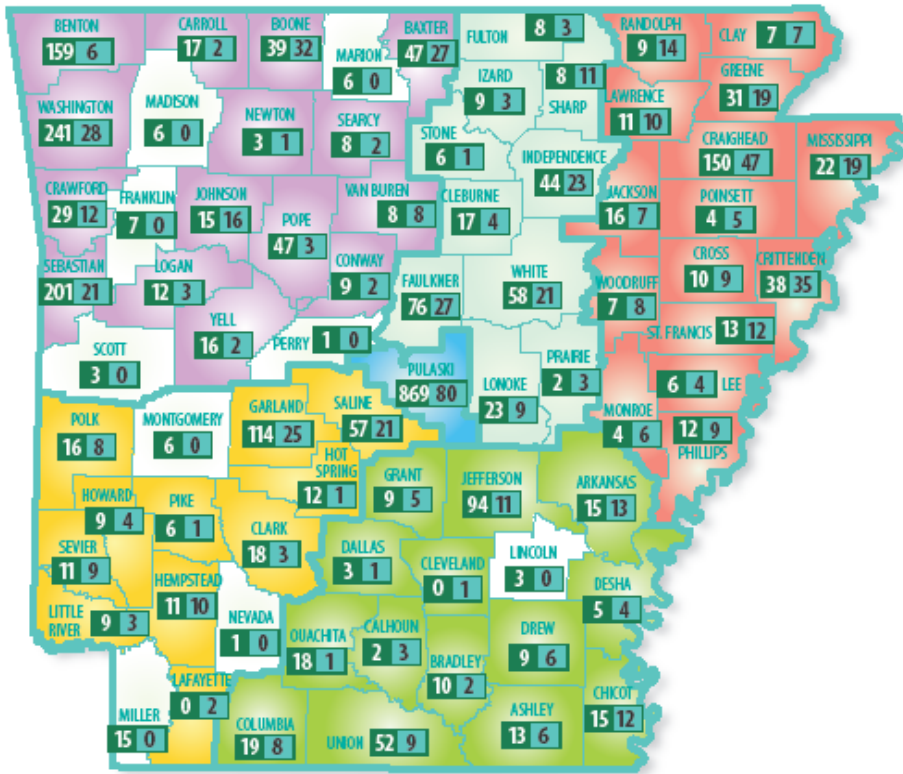 BENTON
159 6
CARROLL
17 2
BOONE
39 32
MARION
6 0
BAXTER
47 27
FULTON
8 3
RANDOLPH
9 14
CLAY
7 7
WASHINGTON
241 28
MADISON
6 0
NEWTON
3 1
SEARCY
8 2
IZARD
9 3
8 11
SHARP
LAWRENCE
11 10
GREENE
31 19
STONE
6 1
INDEPENDENCE
44 23
CRAIGHEAD
150 47
MISSISSIPPI
22 19
CRAWFORD
29 12
FRANKLIN
7 0
JOHNSON
15 16
POPE
47 3
VAN BUREN
8 8
CLEBURNE
17 4
JACKSON
16 7
POINSETT
4 5
SEBASTIAN
201 21
LOGAN
12 3
CONWAY
9 2
FAULKNER
76 27
WHITE
58 21
WOODRUFF
7 8
CROSS
10 9
CRITTENDEN
38 35
YELL
16 2
SCOTT
3 0
PERRY 1 0
PULASKI
869 80
LONOKE
23 9
PRAIRIE
2 3
ST. FRANCIS 13 12
6 4 LEE
MONROE
4 6
12 9
PHILLIPS
POLK
16 8
MONTGOMERY
6 0
GARLAND
114 25
SALINE
57 21
HOT
SPRING
12 1
GRANT
9 5
JEFFERSON
94 11
ARKANSAS
15 13
HOWARD
9 4
PIKE
6 1
CLARK
18 3
DALLAS
3 1
CLEVELAND
0 1
LINCOLN
3 0
DESHA
5 4
SEVIER
11 9
HEMPSTEAD
11 10
NEVADA
1 0
LITTLE
RIVER
9 3
OUACHITA
18 1
CALHOUN
2 3
BRADLEY
10 2
DREW
9 6
LAFAYETTE
0 2
MILLER
15 0
COLUMBIA
19 8
UNION 52 9
ASHLEY
13 6
CHICOT
15 12